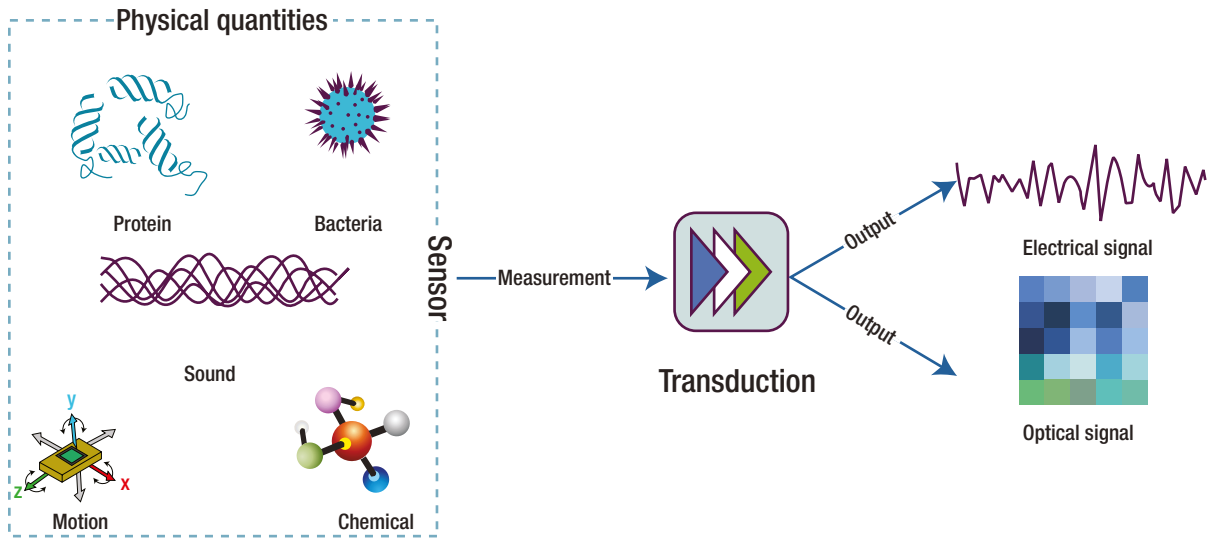 Physical quantities
Protein
Bacteria
Sound
y
z
x
Motion
Chemical
Sensor
Measurement
Transduction
Output
Output
Electrical signal
Optical signal